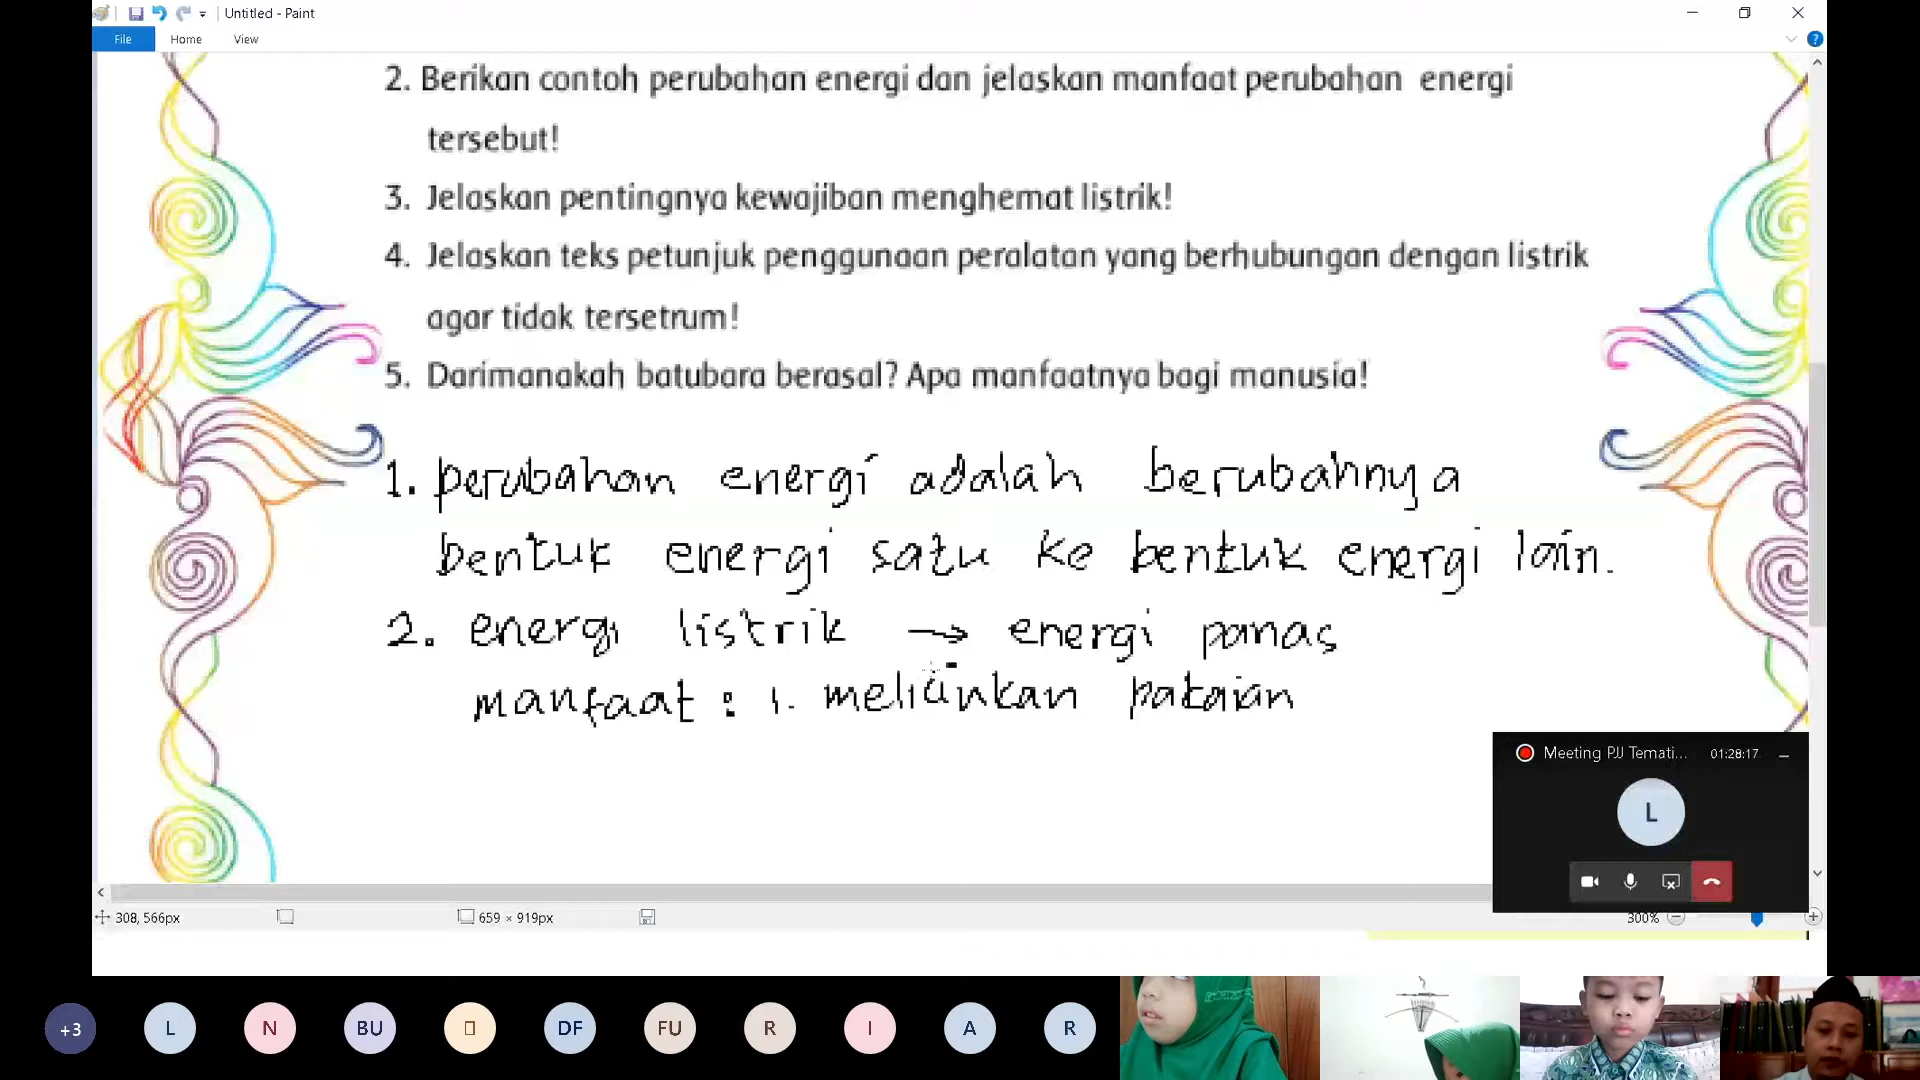 Untitled - Paint
File Home View
2. Berikan contoh perubahan energi dan jelaskan manfaat perubahan energi
tersebut!
3. Jelaskan pentingnya kewajiban menghemat listrik!
4. Jelaskan teks petunjuk penggunaan peralatan yang berhubungan dengan listrik
agar tidak tersetrum!
5. Darimanakah batubara berasal? Apa manfaatnya bagi manusia!
1. perubahan energi adalah berubahnya
bentuk energi satu ke bentuk energi lain.
2. energi listrik → energi panas
manfaat : 1. pakaian
Meeting PJJ Temati... 01:28:17
L
308, 566px 659 × 919px 300%
+3 L N BU DF FU R I A R